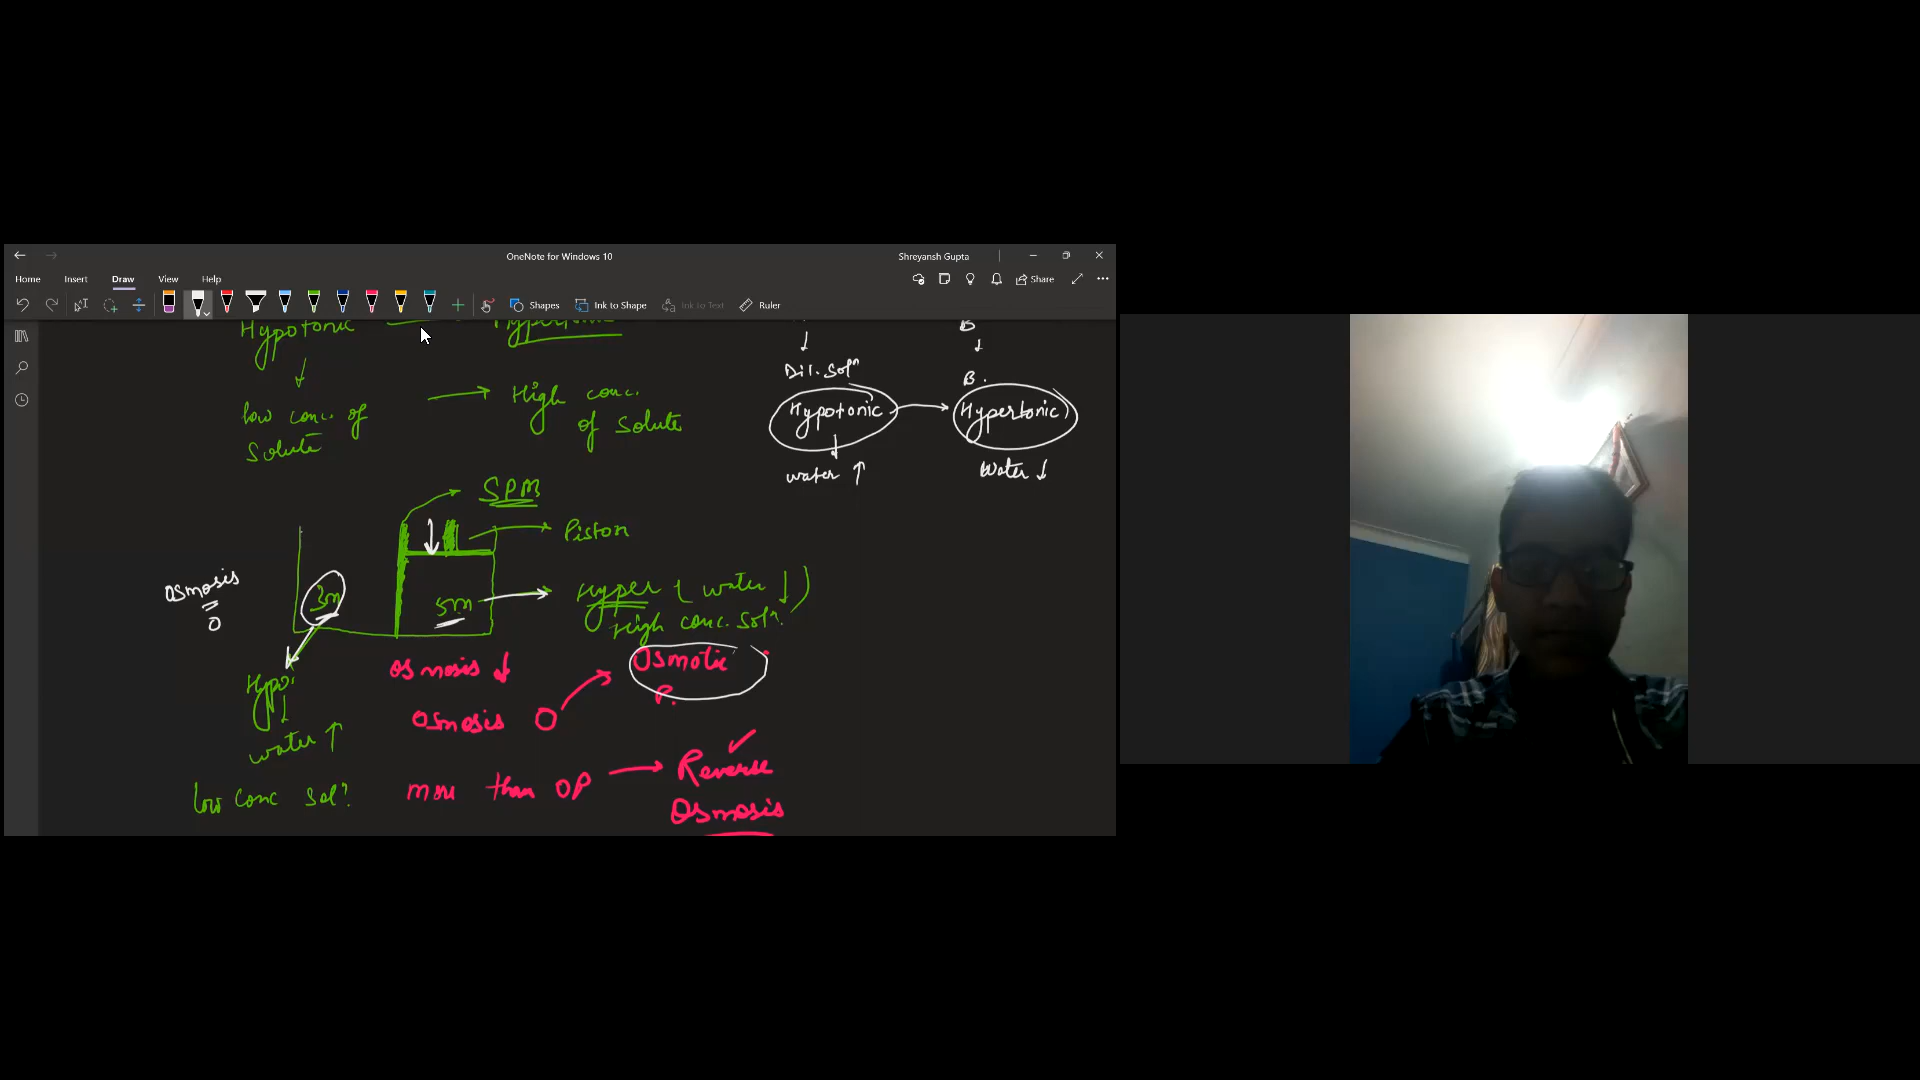 OneNote for Windows 10
Shreyansh Gupta
Home Insert Draw View Help
Share
Shapes Ink to Shape Ink to Text Ruler
Hypotonic
low conc. of
Solute
High conc.
of Solute
B
Dil. Solⁿ
B.
Hypotonic
Hypertonic
water ↑
Water ↓
SPM
Piston
Osmosis
0
3m
5m
Hyper ( water ↓ )
High conc. solⁿ.
Hypo.
water ↑
low conc solⁿ.
Osmosis ↓
Osmosis 0
Osmotic
P.
more than OP
Reverse
Osmosis